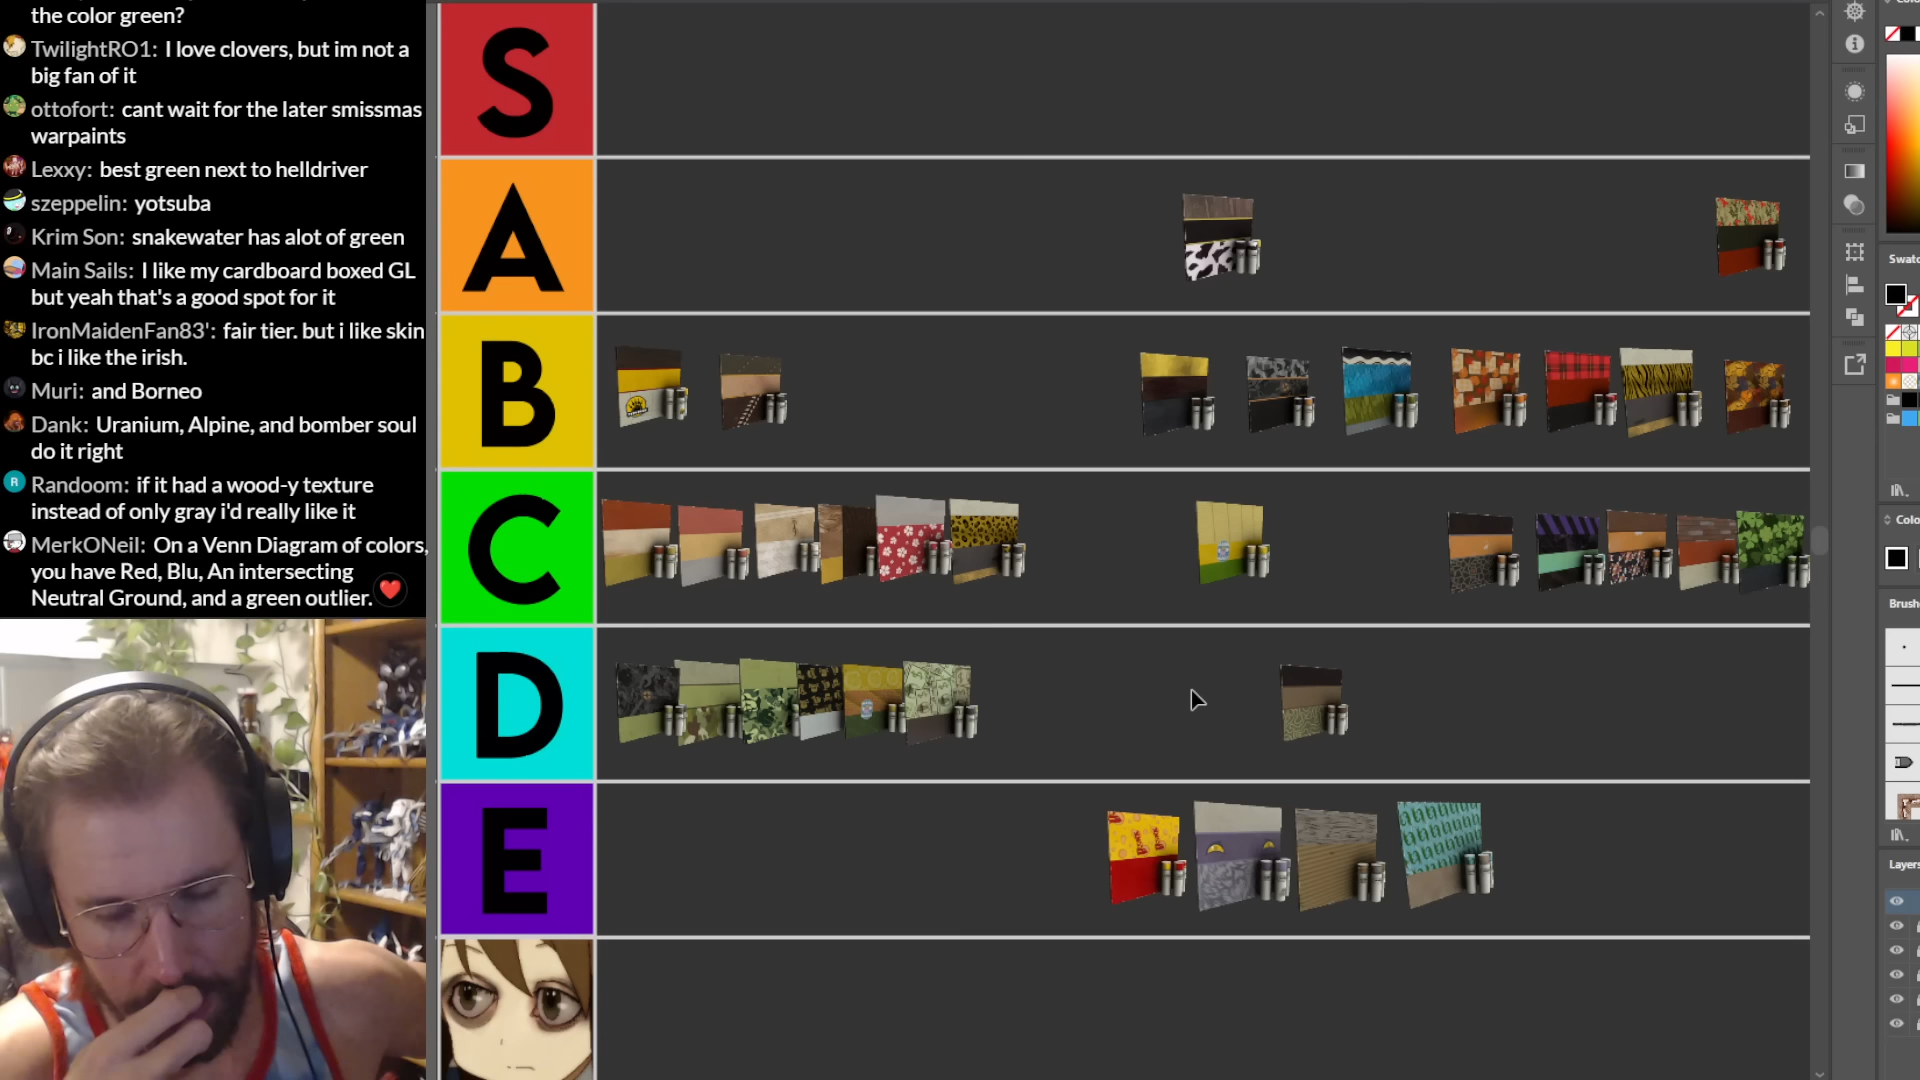 the color green?
TwilightRO1: I love clovers, but im not a
big fan of it
ottofort: cant wait for the later smissmas
warpaints
Lexxy: best green next to helldriver
szeppelin: yotsuba
Krim Son: snakewater has alot of green
Main Sails: I like my cardboard boxed GL
but yeah that's a good spot for it
IronMaidenFan83': fair tier. but i like skin
bc i like the irish.
Muri: and Borneo
Dank: Uranium, Alpine, and bomber soul
do it right
R
Randoom: if it had a wood-y texture
instead of only gray i'd really like it
MerkONeil: On a Venn Diagram of colors,
you have Red, Blu, An intersecting
Neutral Ground, and a green outlier.
S
A
B
C
D
E
Swatc
Colo
Brush
Layers